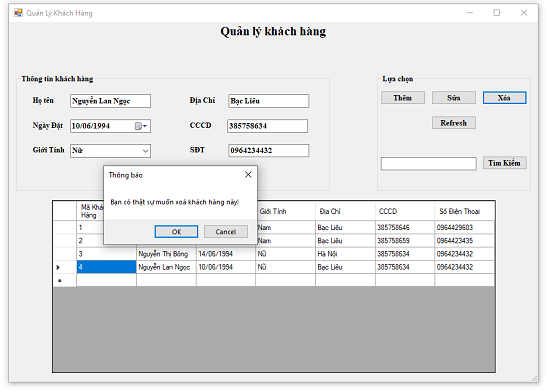 Quản Lý Khách Hàng
Quản lý khách hàng
Thông tin khách hàng
Lựa chọn
Họ tên Nguyễn Lan Ngọc Địa Chỉ Bạc Liêu
Thêm Sửa Xóa
Ngày Đặt 10/06/1994 CCCD 385758634
Refresh
Giới Tính Nữ SĐT 0964234432
Tìm Kiếm
Thông báo
Bạn có thật sự muốn xoá khách hàng này!
OK Cancel
Mã Khá
Hàng Giới Tính Địa Chỉ CCCD Số Điện Thoại
1 Nam Bạc Liêu 385758646 0964429603
2 Nam Bạc Liêu 385758659 0964423435
3 Nguyễn Thị Bông 14/06/1994 Nữ Hà Nội 385758634 0964234432
4 Nguyễn Lan Ngọc 10/06/1994 Nữ Bạc Liêu 385758634 0964234432